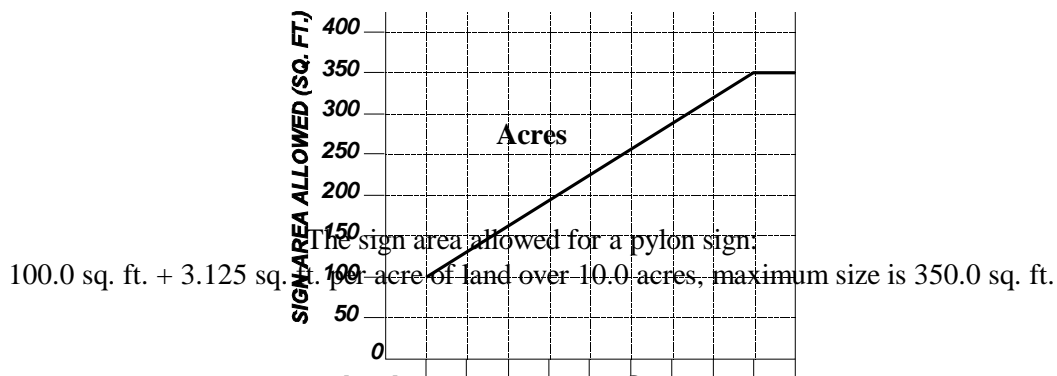 SIGN AREA ALLOWED (SQ. FT.)
400
350
300
Acres
250
200
150
The sign area allowed for a pylon sign:
100
100.0 sq. ft. + 3.125 sq. ft. per acre of land over 10.0 acres, maximum size is 350.0 sq. ft.
50
0